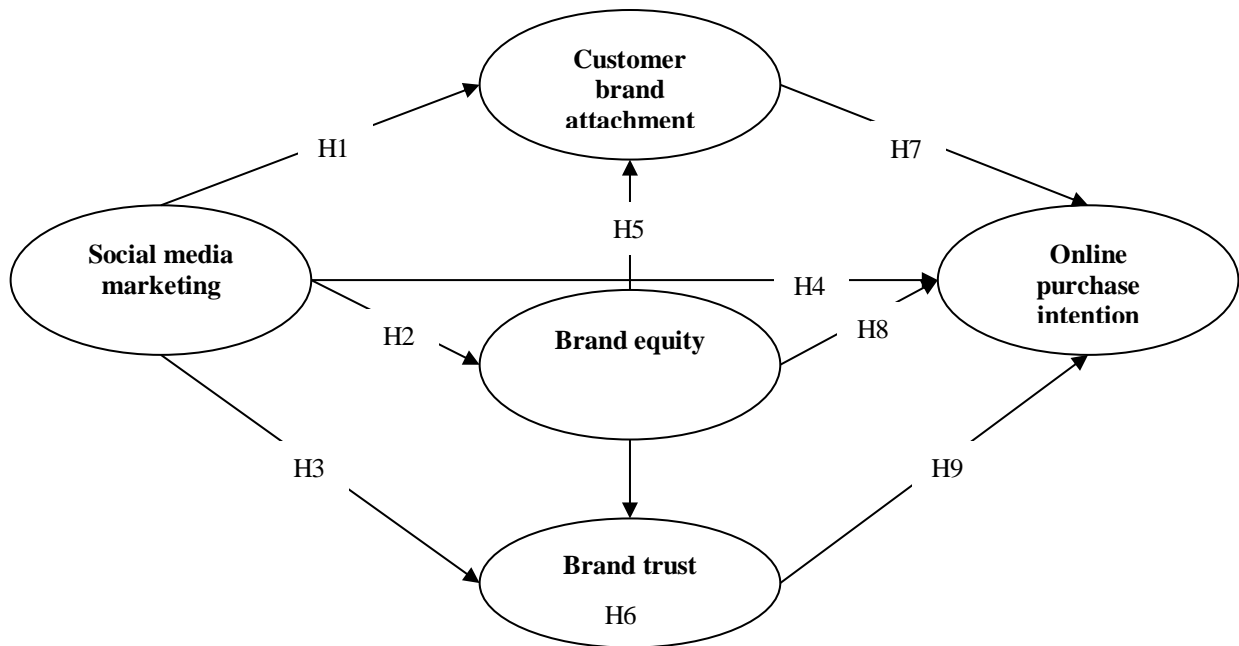 Customer
brand
attachment
H1
H7
H5
Social media
marketing
Online
purchase
intention
H4
H2
H8
Brand equity
H3
H9
Brand trust
H6